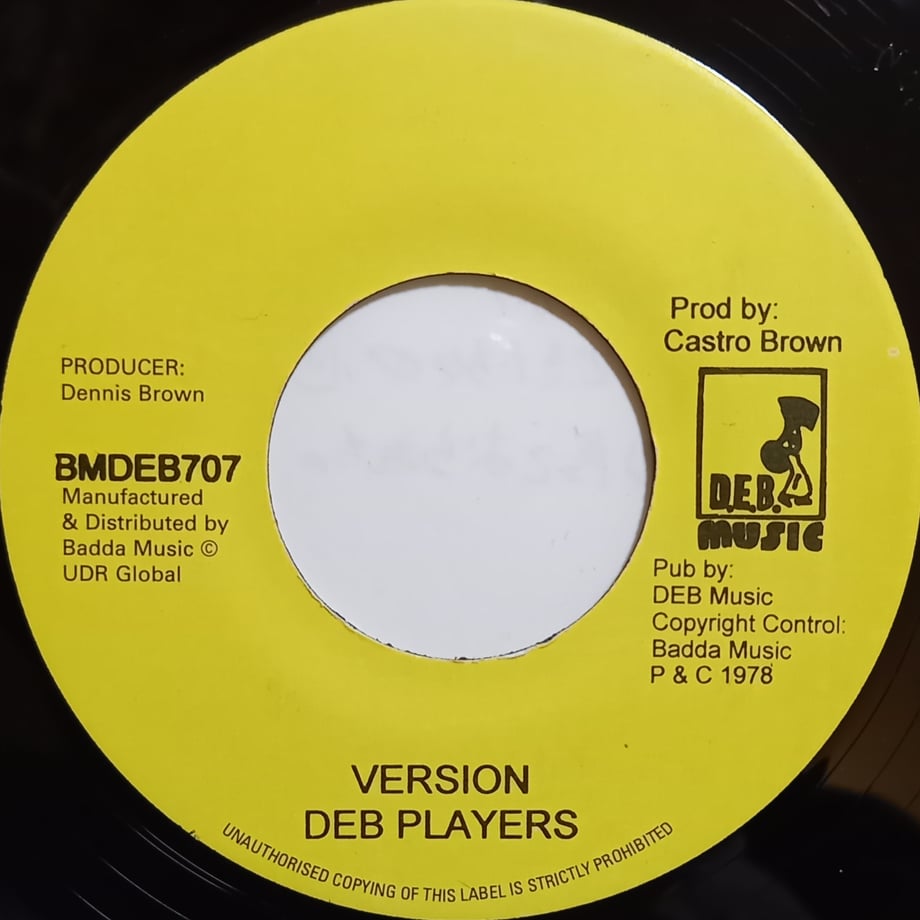 PRODUCER:
Dennis Brown
BMDEB707
Manufactured
& Distributed by
Badda Music ©
UDR Global
Prod by:
Castro Brown
D.E.B.
MUSIC
Pub by:
DEB Music
Copyright Control:
Badda Music
P & C 1978
VERSION
DEB PLAYERS
UNAUTHORISED COPYING OF THIS LABEL IS STRICTLY PROHIBITED